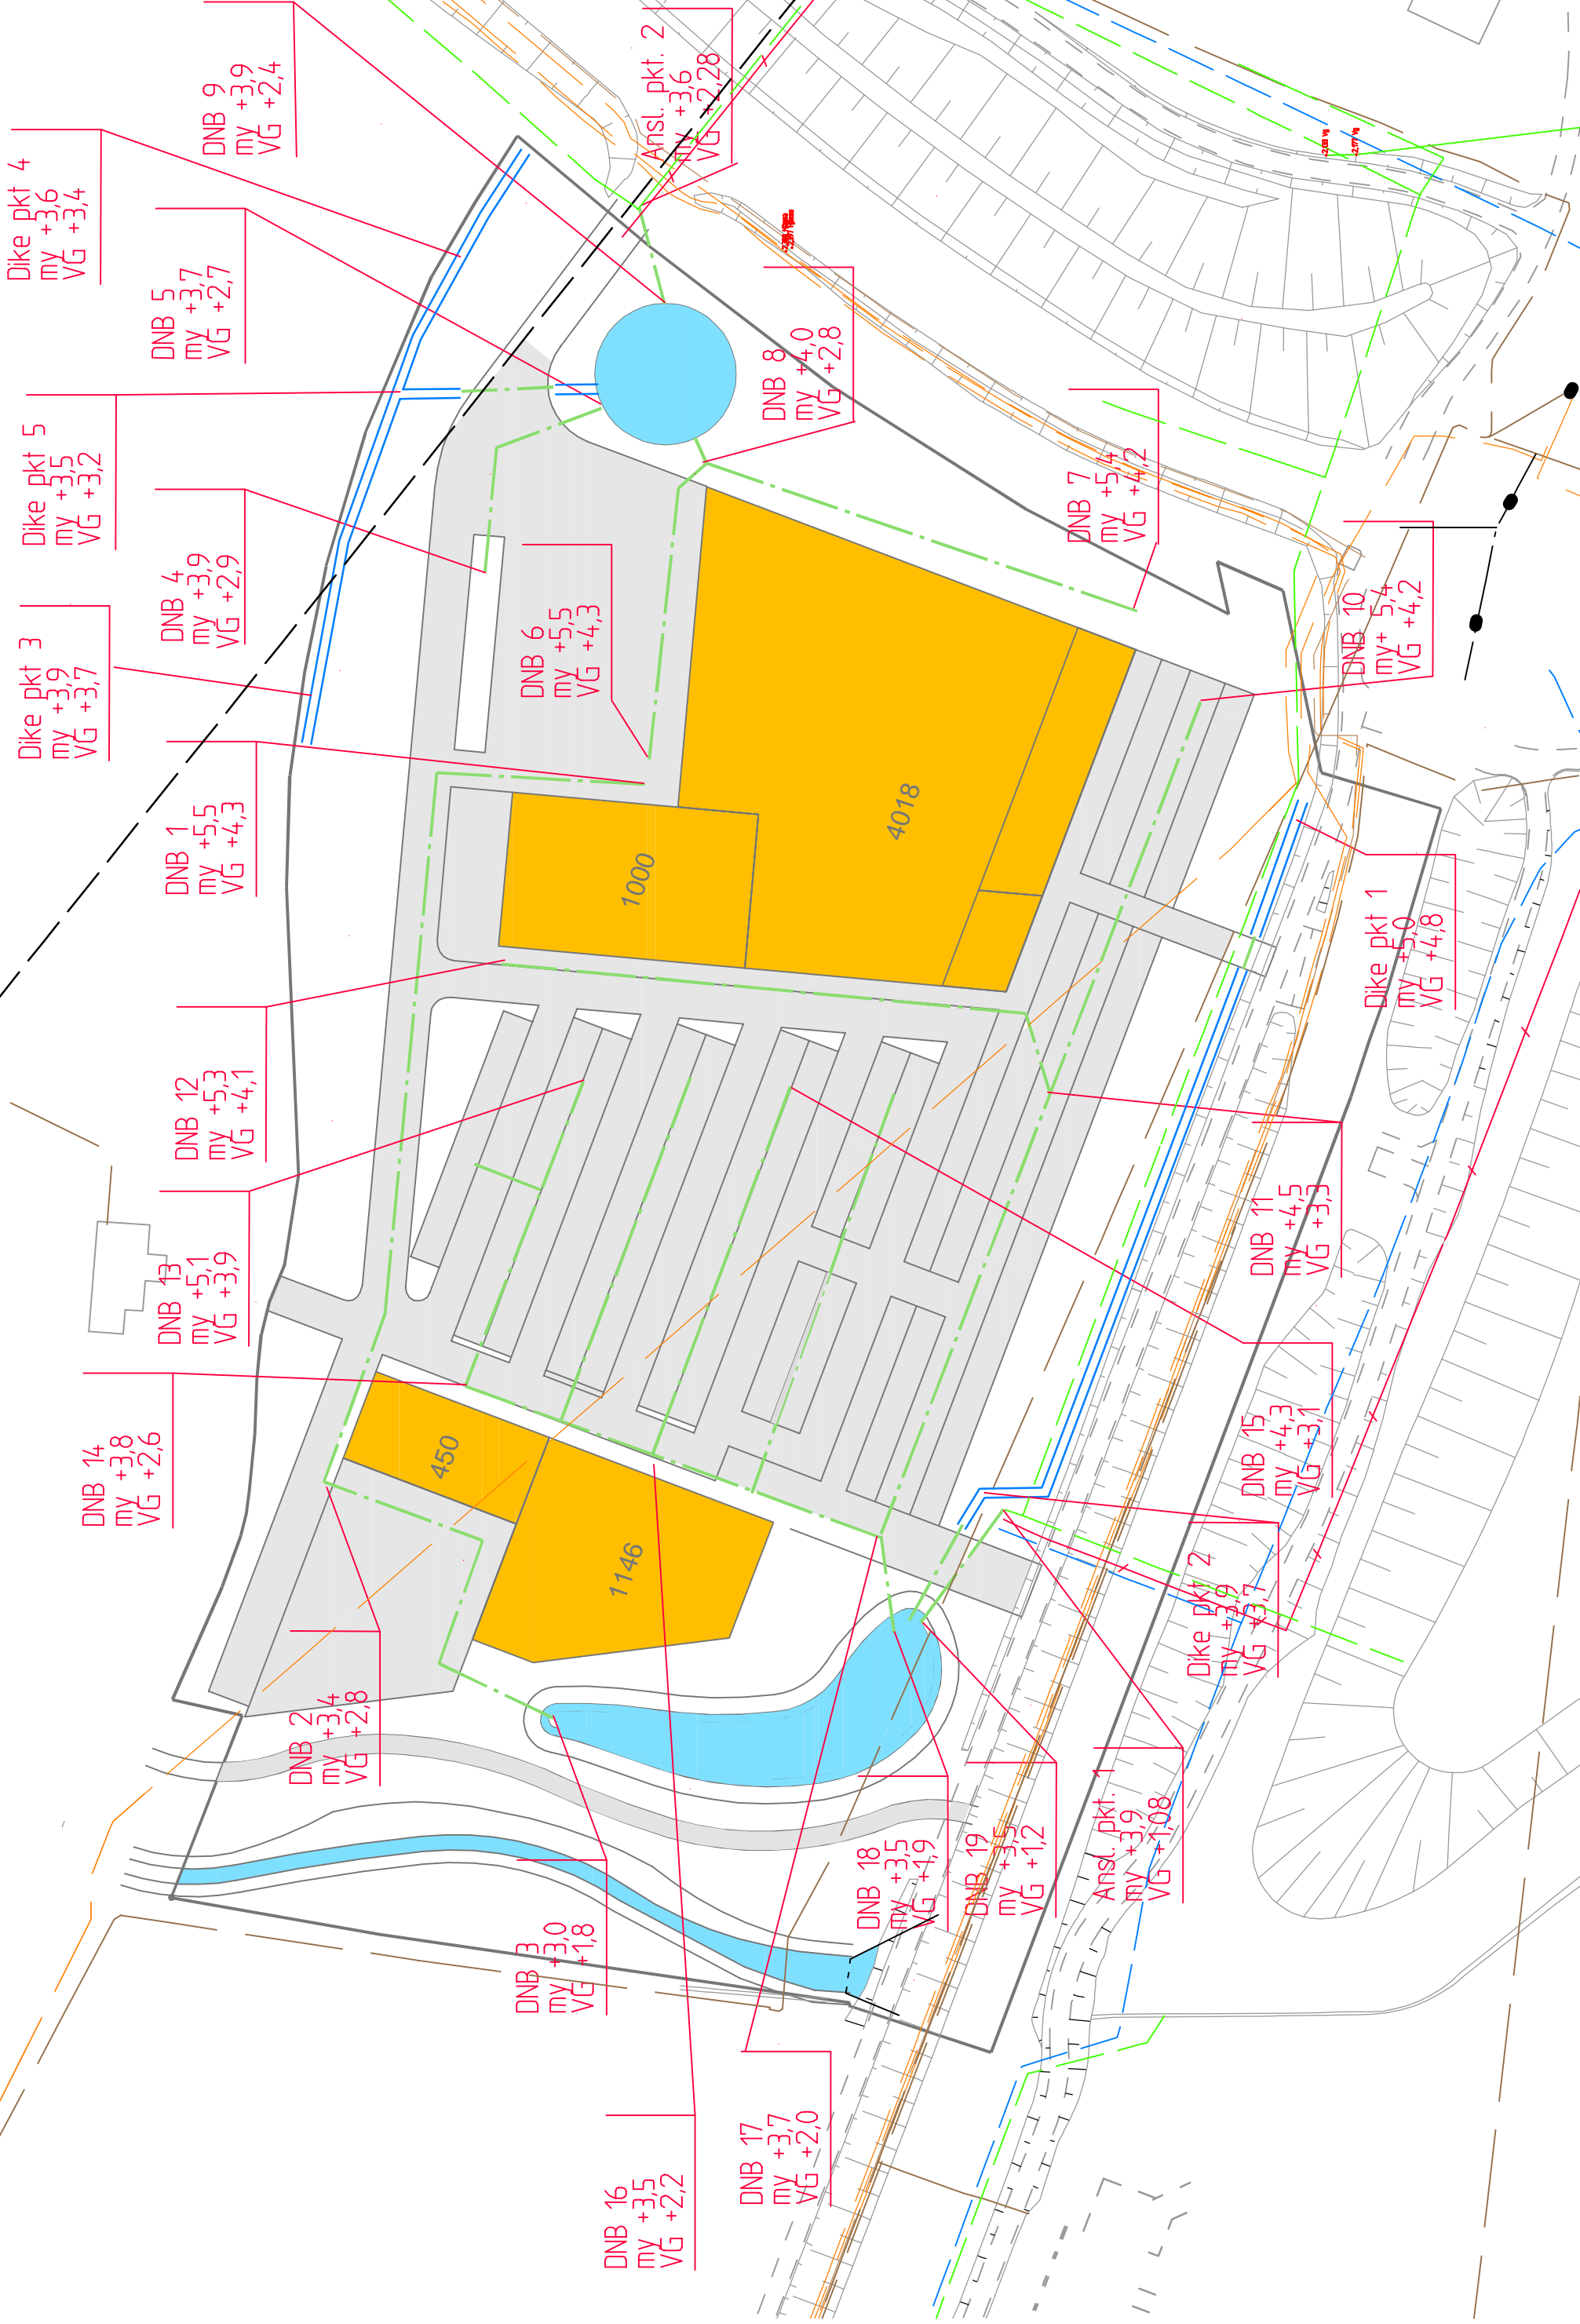 Dike pkt 4
my +3,6
VG +3,4
DNB 9
my +3,9
VG +2,4
Ansl. pkt. 2
my +3,6
VG +2,28
DNB 5
my +3,7
VG +2,7
Dike pkt 5
my +3,5
VG +3,2
DNB 8
my +4,0
VG +2,8
DNB 4
my +3,9
VG +2,9
DNB 7
my +5,4
VG +4,2
Dike pkt 3
my +3,9
VG +3,7
DNB 6
my +5,5
VG +4,3
DNB 10
my+ 5,4
VG +4,2
DNB 1
my +5,5
VG +4,3
4018
1000
Dike pkt 1
my +5,0
VG +4,8
DNB 12
my +5,3
VG +4,1
DNB 11
my +4,5
VG +3,3
DNB 13
my +5,1
VG +3,9
DNB 14
my +3,8
VG +2,6
450
1146
DNB 15
my +4,3
VG +3,1
Dike pkt 2
my +3,9
VG +3,7
DNB 2
my +3,4
VG +2,8
DNB 3
my +3,0
VG +1,8
DNB 18
my +3,5
VG +1,9
DNB 19
my +3,5
VG +1,2
Ansl. pkt. 1
my +3,9
VG +1,08
DNB 16
my +3,5
VG +2,2
DNB 17
my +3,7
VG +2,0